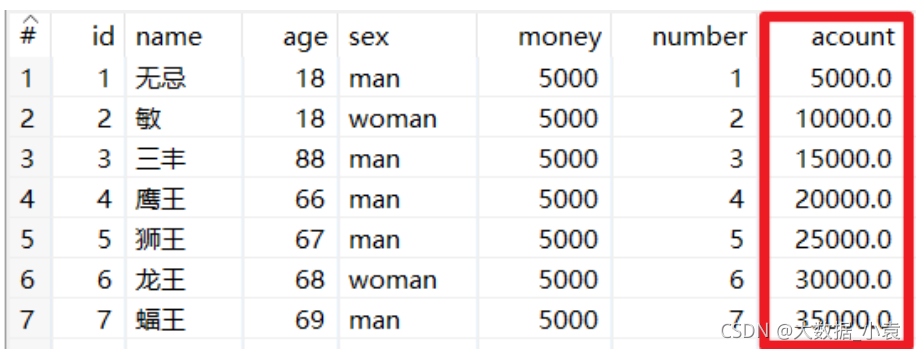 # id name age sex money number acount
1 1 无忌 18 man 5000 1 5000.0
2 2 敏 18 woman 5000 2 10000.0
3 3 三丰 88 man 5000 3 15000.0
4 4 鹰王 66 man 5000 4 20000.0
5 5 狮王 67 man 5000 5 25000.0
6 6 龙王 68 woman 5000 6 30000.0
7 7 蝠王 69 man 5000 7 35000.0
CSDN @大数据_小袁